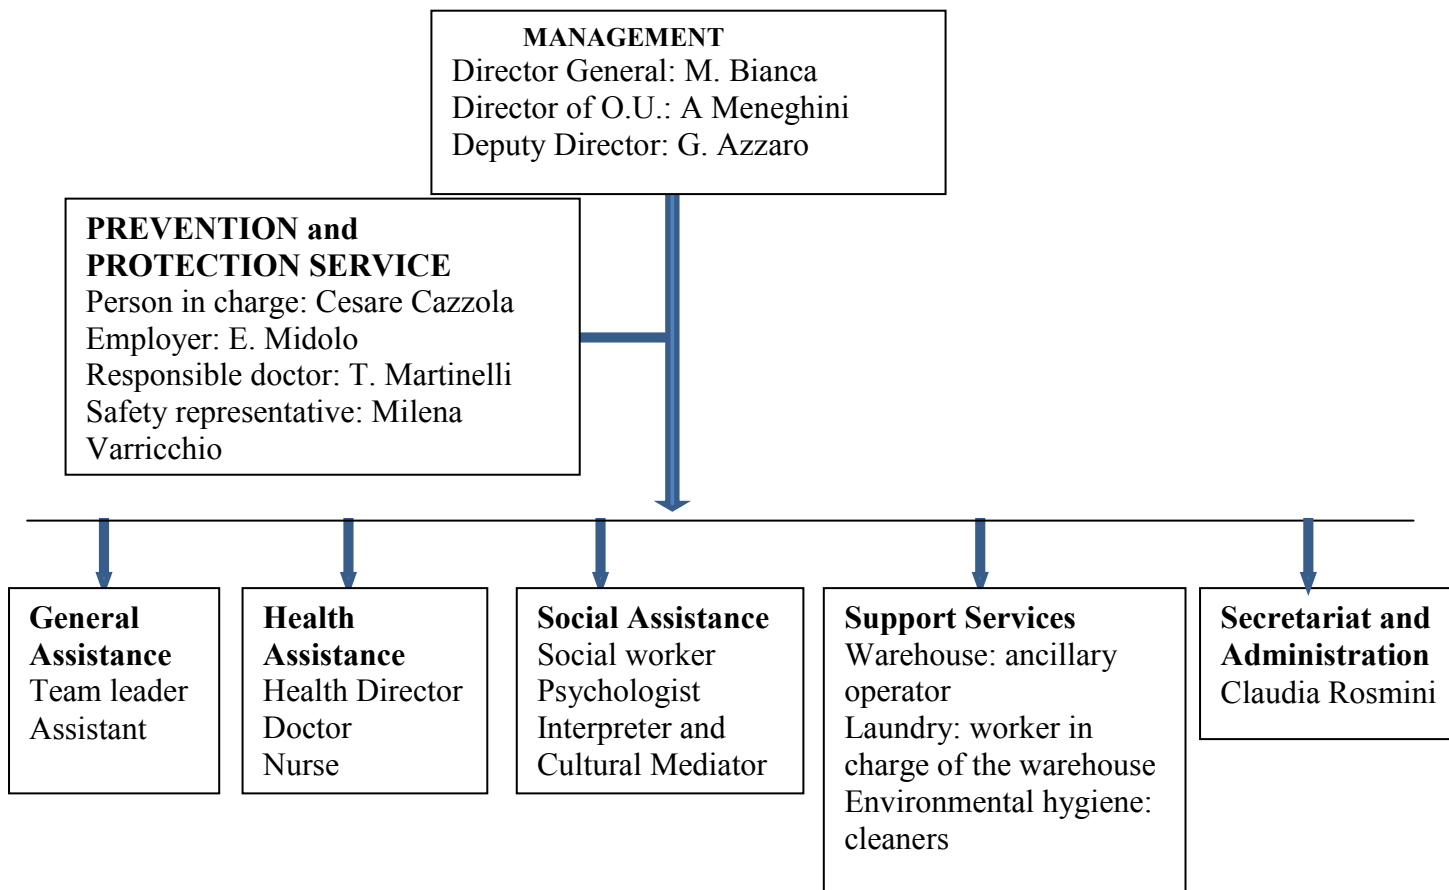 MANAGEMENT
Director General: M. Bianca
Director of O.U.: A Meneghini
Deputy Director: G. Azzaro
PREVENTION and
PROTECTION SERVICE
Person in charge: Cesare Cazzola
Employer: E. Midolo
Responsible doctor: T. Martinelli
Safety representative: Milena
Varricchio
General
Assistance
Team leader
Assistant
Health
Assistance
Health Director
Doctor
Nurse
Social Assistance
Social worker
Psychologist
Interpreter and
Cultural Mediator
Support Services
Warehouse: ancillary
operator
Laundry: worker in
charge of the warehouse
Environmental hygiene:
cleaners
Secretariat and
Administration
Claudia Rosmini